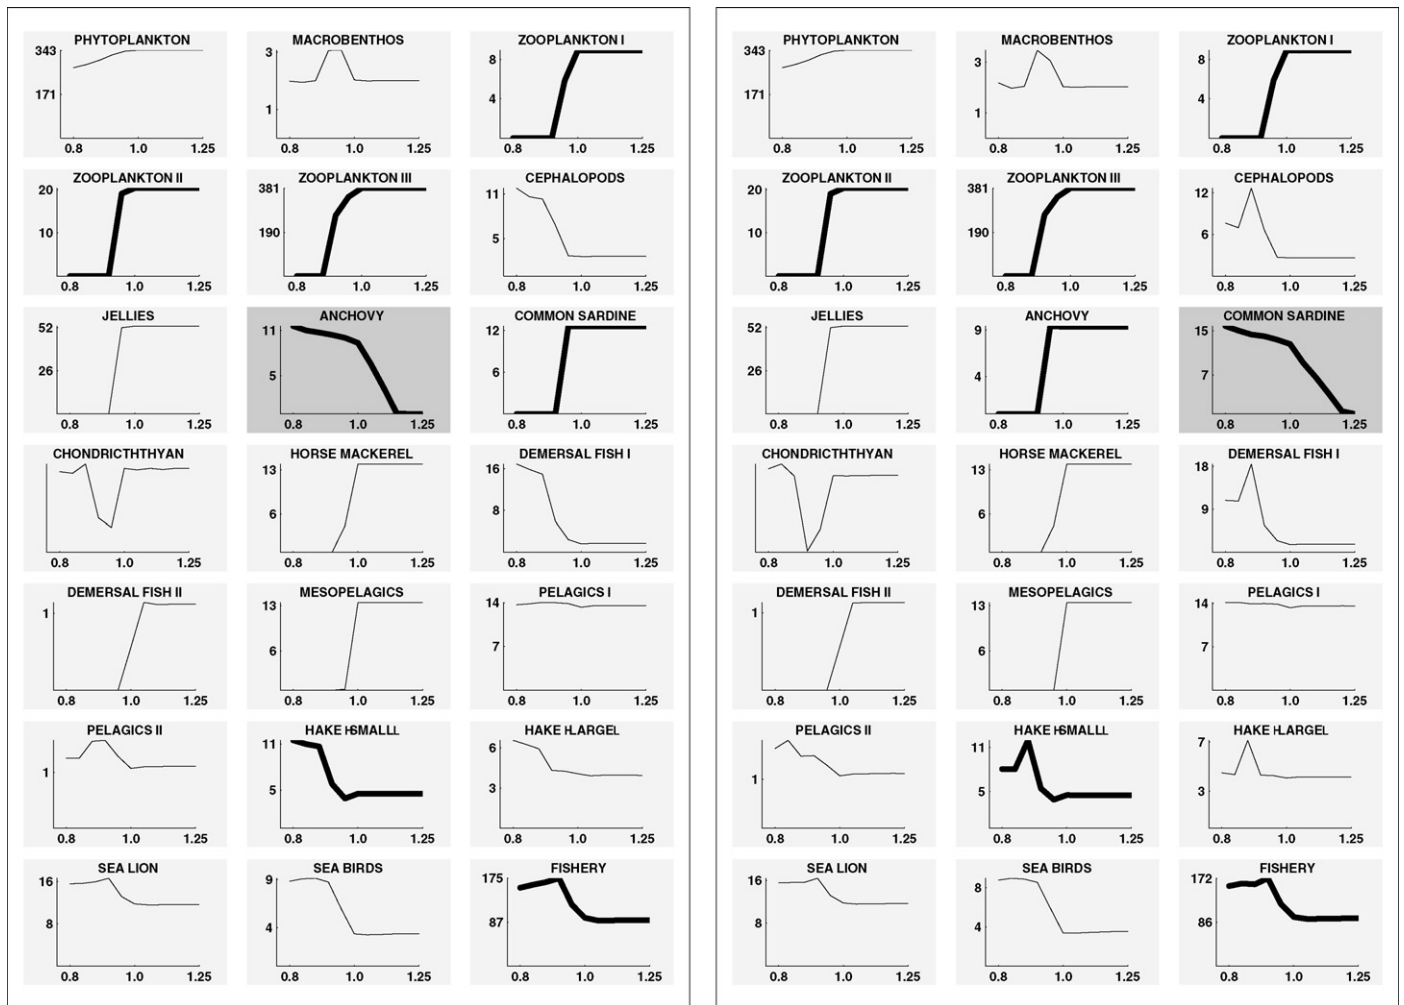 PHYTOPLANKTON
343
171
0.8 1.0 1.25
MACROBENTHOS
3
1
0.8 1.0 1.25
ZOOPLANKTON I
8
4
0.8 1.0 1.25
ZOOPLANKTON II
20
10
0.8 1.0 1.25
ZOOPLANKTON III
381
190
0.8 1.0 1.25
CEPHALOPODS
11
5
0.8 1.0 1.25
JELLIES
52
26
0.8 1.0 1.25
ANCHOVY
11
5
0.8 1.0 1.25
COMMON SARDINE
12
6
0.8 1.0 1.25
CHONDRICTHTHYAN
0.8 1.0 1.25
HORSE MACKEREL
13
6
0.8 1.0 1.25
DEMERSAL FISH I
16
8
0.8 1.0 1.25
DEMERSAL FISH II
1
0.8 1.0 1.25
MESOPELAGICS
13
6
0.8 1.0 1.25
PELAGICS I
14
7
0.8 1.0 1.25
PELAGICS II
1
0.8 1.0 1.25
HAKE SMALL
11
5
0.8 1.0 1.25
HAKE LARGE
6
3
0.8 1.0 1.25
SEA LION
16
8
0.8 1.0 1.25
SEA BIRDS
9
4
0.8 1.0 1.25
FISHERY
175
87
0.8 1.0 1.25
PHYTOPLANKTON
343
171
0.8 1.0 1.25
MACROBENTHOS
3
1
0.8 1.0 1.25
ZOOPLANKTON I
8
4
0.8 1.0 1.25
ZOOPLANKTON II
20
10
0.8 1.0 1.25
ZOOPLANKTON III
381
190
0.8 1.0 1.25
CEPHALOPODS
12
6
0.8 1.0 1.25
JELLIES
52
26
0.8 1.0 1.25
ANCHOVY
9
4
0.8 1.0 1.25
COMMON SARDINE
15
7
0.8 1.0 1.25
CHONDRICTHTHYAN
0.8 1.0 1.25
HORSE MACKEREL
13
6
0.8 1.0 1.25
DEMERSAL FISH I
18
9
0.8 1.0 1.25
DEMERSAL FISH II
1
0.8 1.0 1.25
MESOPELAGICS
13
6
0.8 1.0 1.25
PELAGICS I
14
7
0.8 1.0 1.25
PELAGICS II
1
0.8 1.0 1.25
HAKE SMALL
11
5
0.8 1.0 1.25
HAKE LARGE
7
3
0.8 1.0 1.25
SEA LION
16
8
0.8 1.0 1.25
SEA BIRDS
8
4
0.8 1.0 1.25
FISHERY
172
86
0.8 1.0 1.25